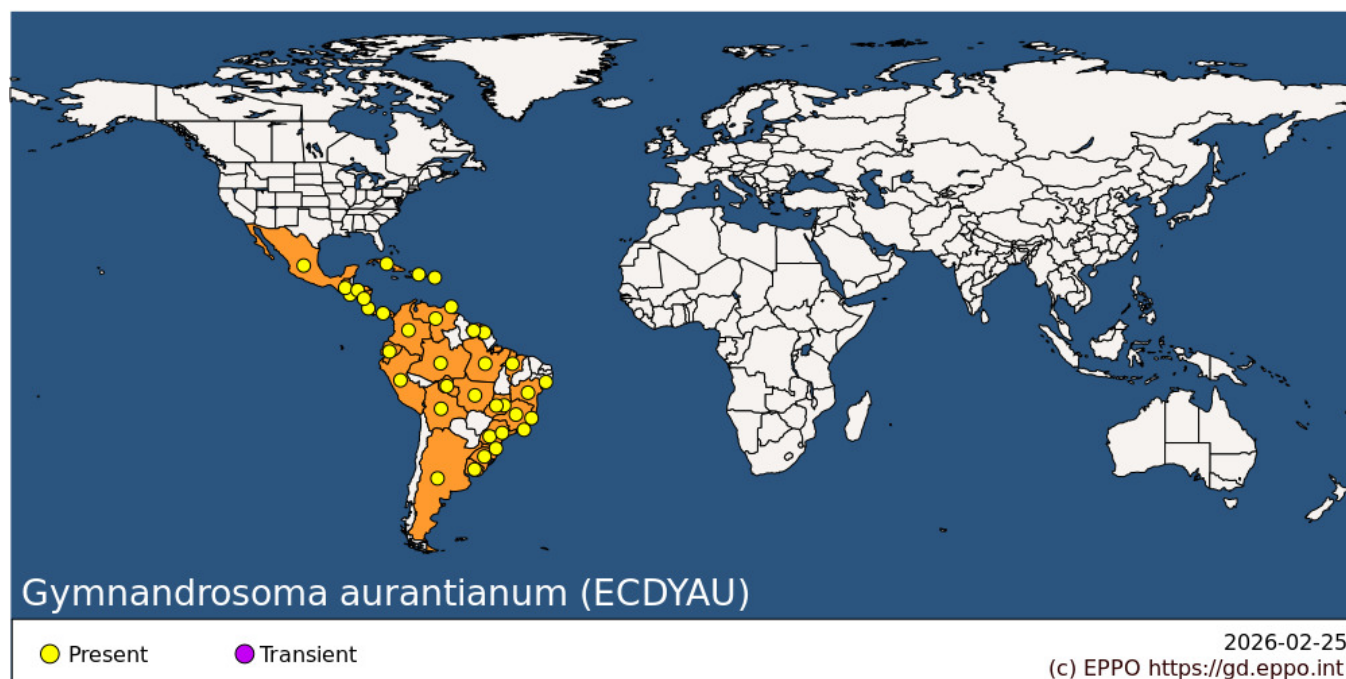 Gymnandrosoma aurantianum (ECDYAU)
Present
Transient
2026-02-25
(c) EPPO https://gd.eppo.int